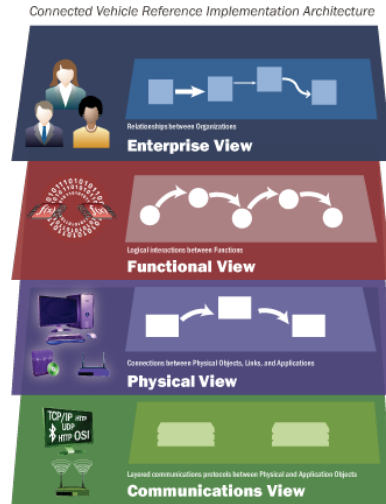 Connected Vehicle Reference Implementation Architecture
Relationships between Organizations
Enterprise View
Logical interactions between Functions
Functional View
Connections between Physical Objects, Links, and Applications
Physical View
TCP/IP HTTP
UDP
HTTP OSI
Layered communications protocols between Physical and Application Objects
Communications View